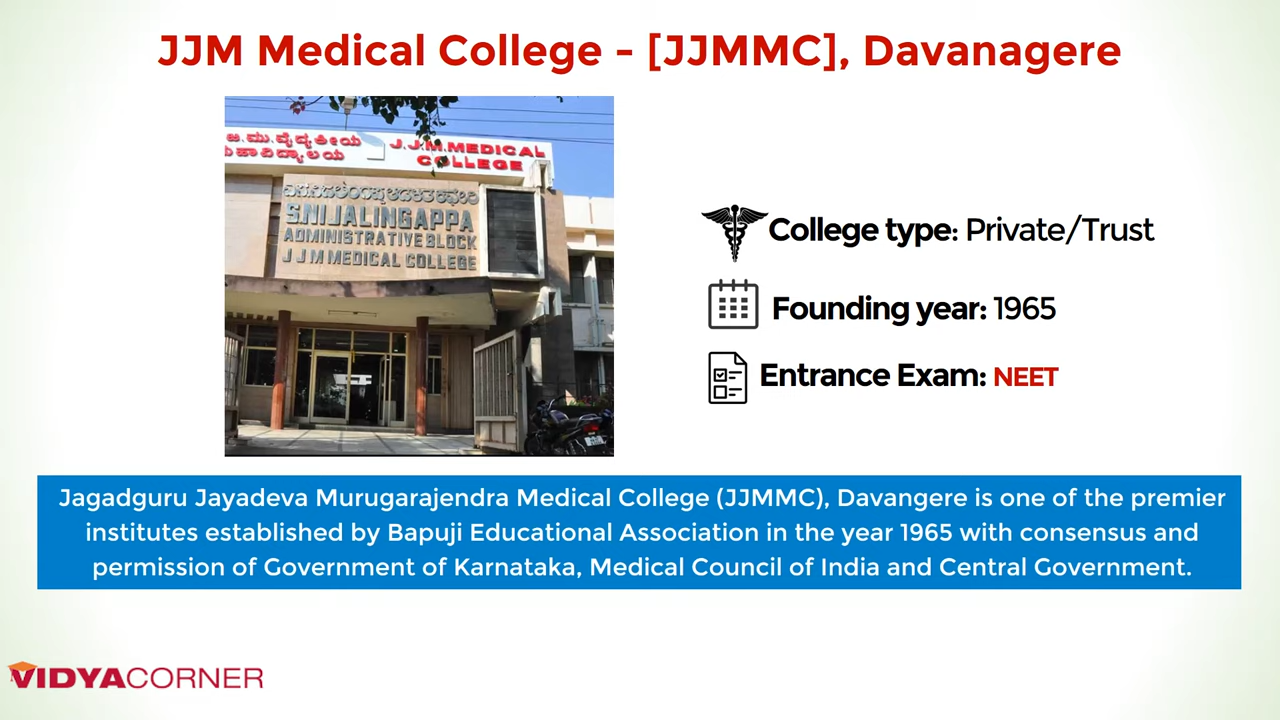 JJM Medical College - [JJMMC], Davanagere
ಜ.ಮು.ವೈದ್ಯಕೀಯ
ಮಹಾವಿದ್ಯಾಲಯ
J.J.M.MEDICAL
COLLEGE
S.NIJALINGAPPA
ADMINISTRATIVE BLOCK
J J M MEDICAL COLLEGE
College type: Private/Trust
Founding year: 1965
Entrance Exam: NEET
Jagadguru Jayadeva Murugarajendra Medical College (JJMMC), Davangere is one of the premier
institutes established by Bapuji Educational Association in the year 1965 with consensus and
permission of Government of Karnataka, Medical Council of India and Central Government.
VIDYACORNER